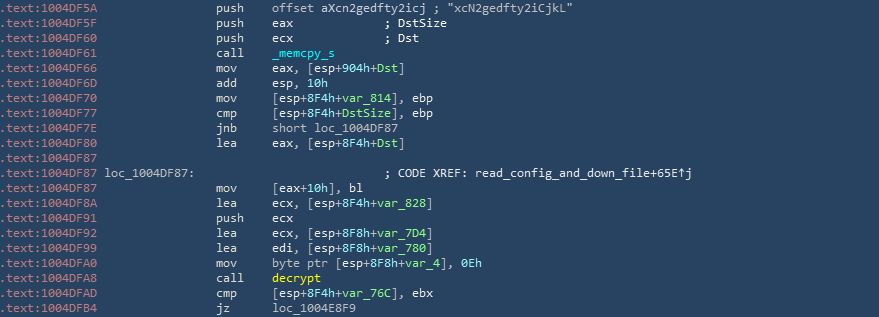 .text:1004DF5A push offset aXcn2gedfty2icj ; "xcN2gedfty2iCjkL"
.text:1004DF5F push eax ; DstSize
.text:1004DF60 push ecx ; Dst
.text:1004DF61 call _memcpy_s
.text:1004DF66 mov eax, [esp+904h+Dst]
.text:1004DF6D add esp, 10h
.text:1004DF70 mov [esp+8F4h+var_814], ebp
.text:1004DF77 cmp [esp+8F4h+DstSize], ebp
.text:1004DF7E jnb short loc_1004DF87
.text:1004DF80 lea eax, [esp+8F4h+Dst]
.text:1004DF87
.text:1004DF87 loc_1004DF87: ; CODE XREF: read_config_and_down_file+65E↑j
.text:1004DF87 mov [eax+10h], bl
.text:1004DF8A lea ecx, [esp+8F4h+var_828]
.text:1004DF91 push ecx
.text:1004DF92 lea ecx, [esp+8F8h+var_7D4]
.text:1004DF99 lea edi, [esp+8F8h+var_780]
.text:1004DFA0 mov byte ptr [esp+8F8h+var_4], 0Eh
.text:1004DFA8 call decrypt
.text:1004DFAD cmp [esp+8F4h+var_76C], ebx
.text:1004DFB4 jz loc_1004E8F9